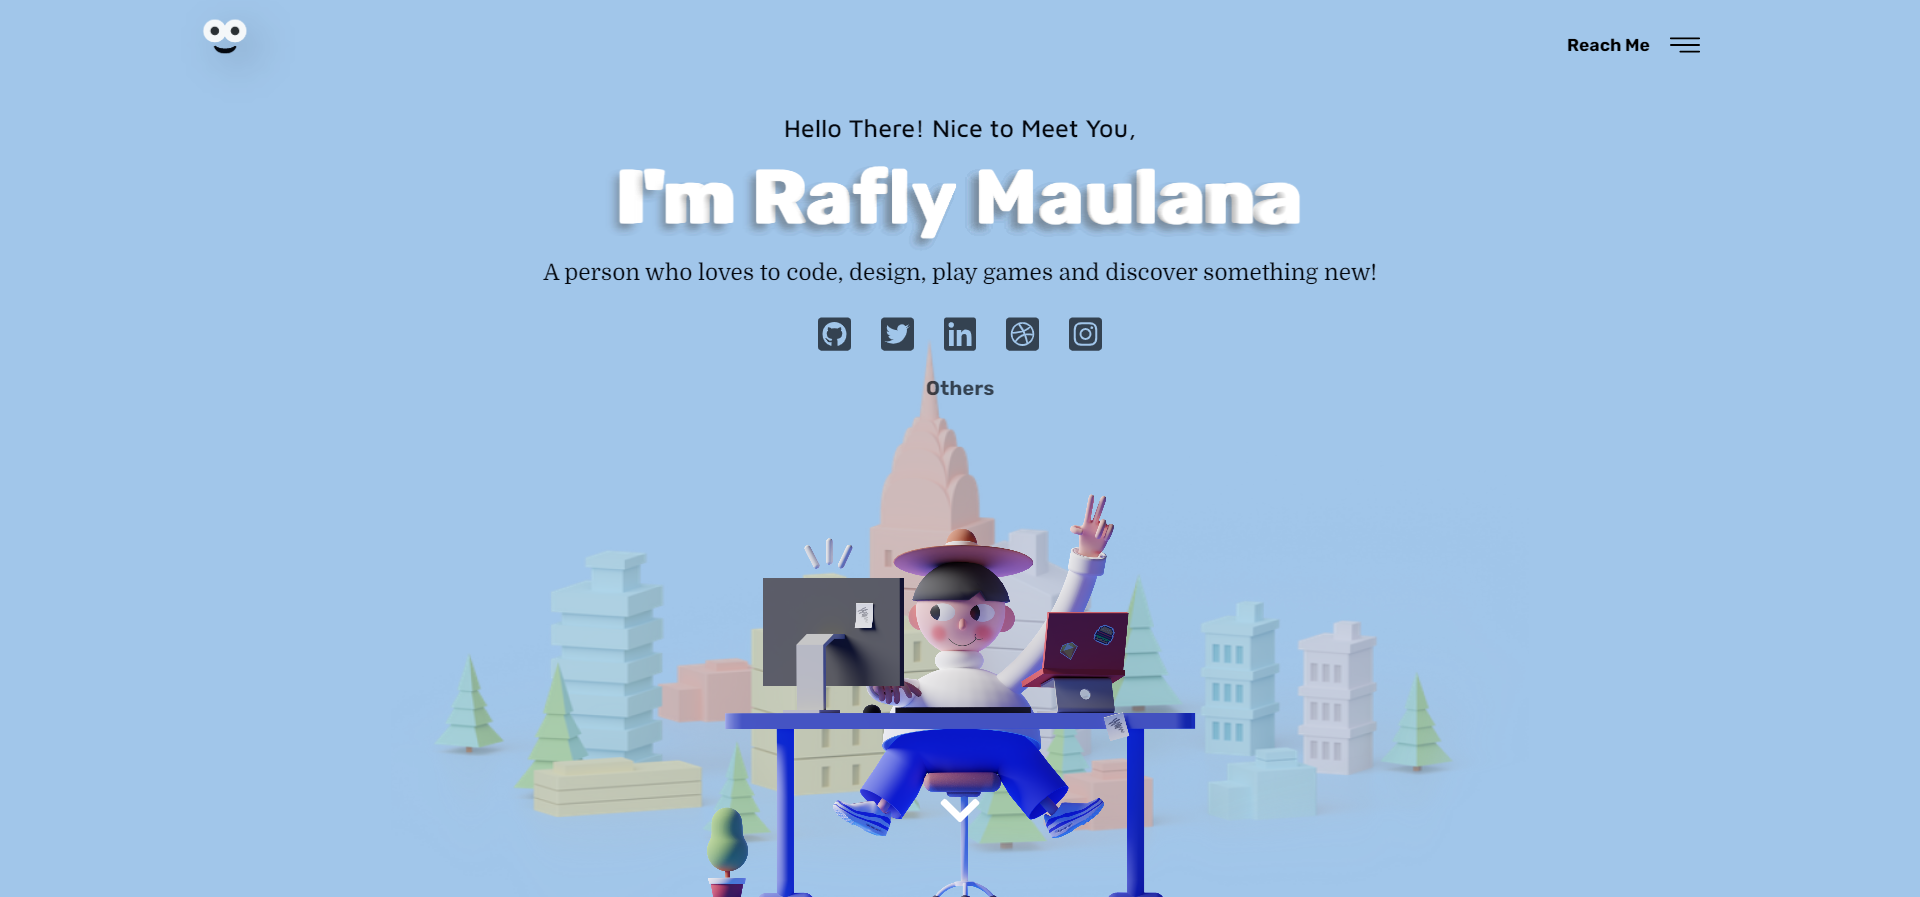 Reach Me
Hello There! Nice to Meet You,
I'm Rafly Maulana
A person who loves to code, design, play games and discover something new!
in
Others